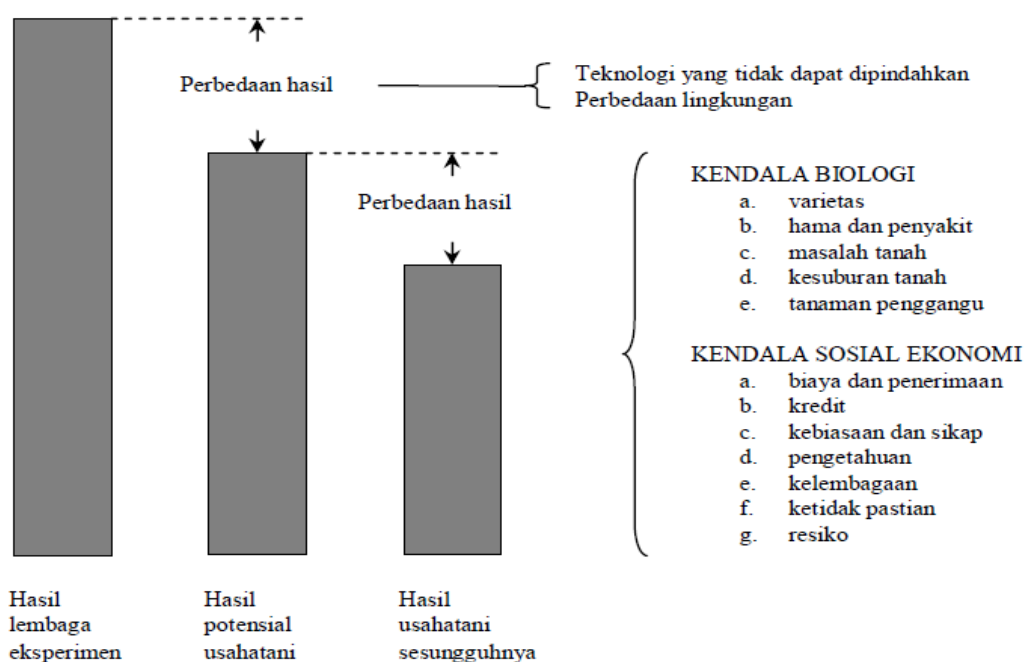 Perbedaan hasil
Teknologi yang tidak dapat dipindahkan
Perbedaan lingkungan
Perbedaan hasil
KENDALA BIOLOGI
a. varietas
b. hama dan penyakit
c. masalah tanah
d. kesuburan tanah
e. tanaman penggangu
KENDALA SOSIAL EKONOMI
a. biaya dan penerimaan
b. kredit
c. kebiasaan dan sikap
d. pengetahuan
e. kelembagaan
f. ketidak pastian
g. resiko
Hasil
lembaga
eksperimen
Hasil
potensial
usahatani
Hasil
usahatani
sesungguhnya